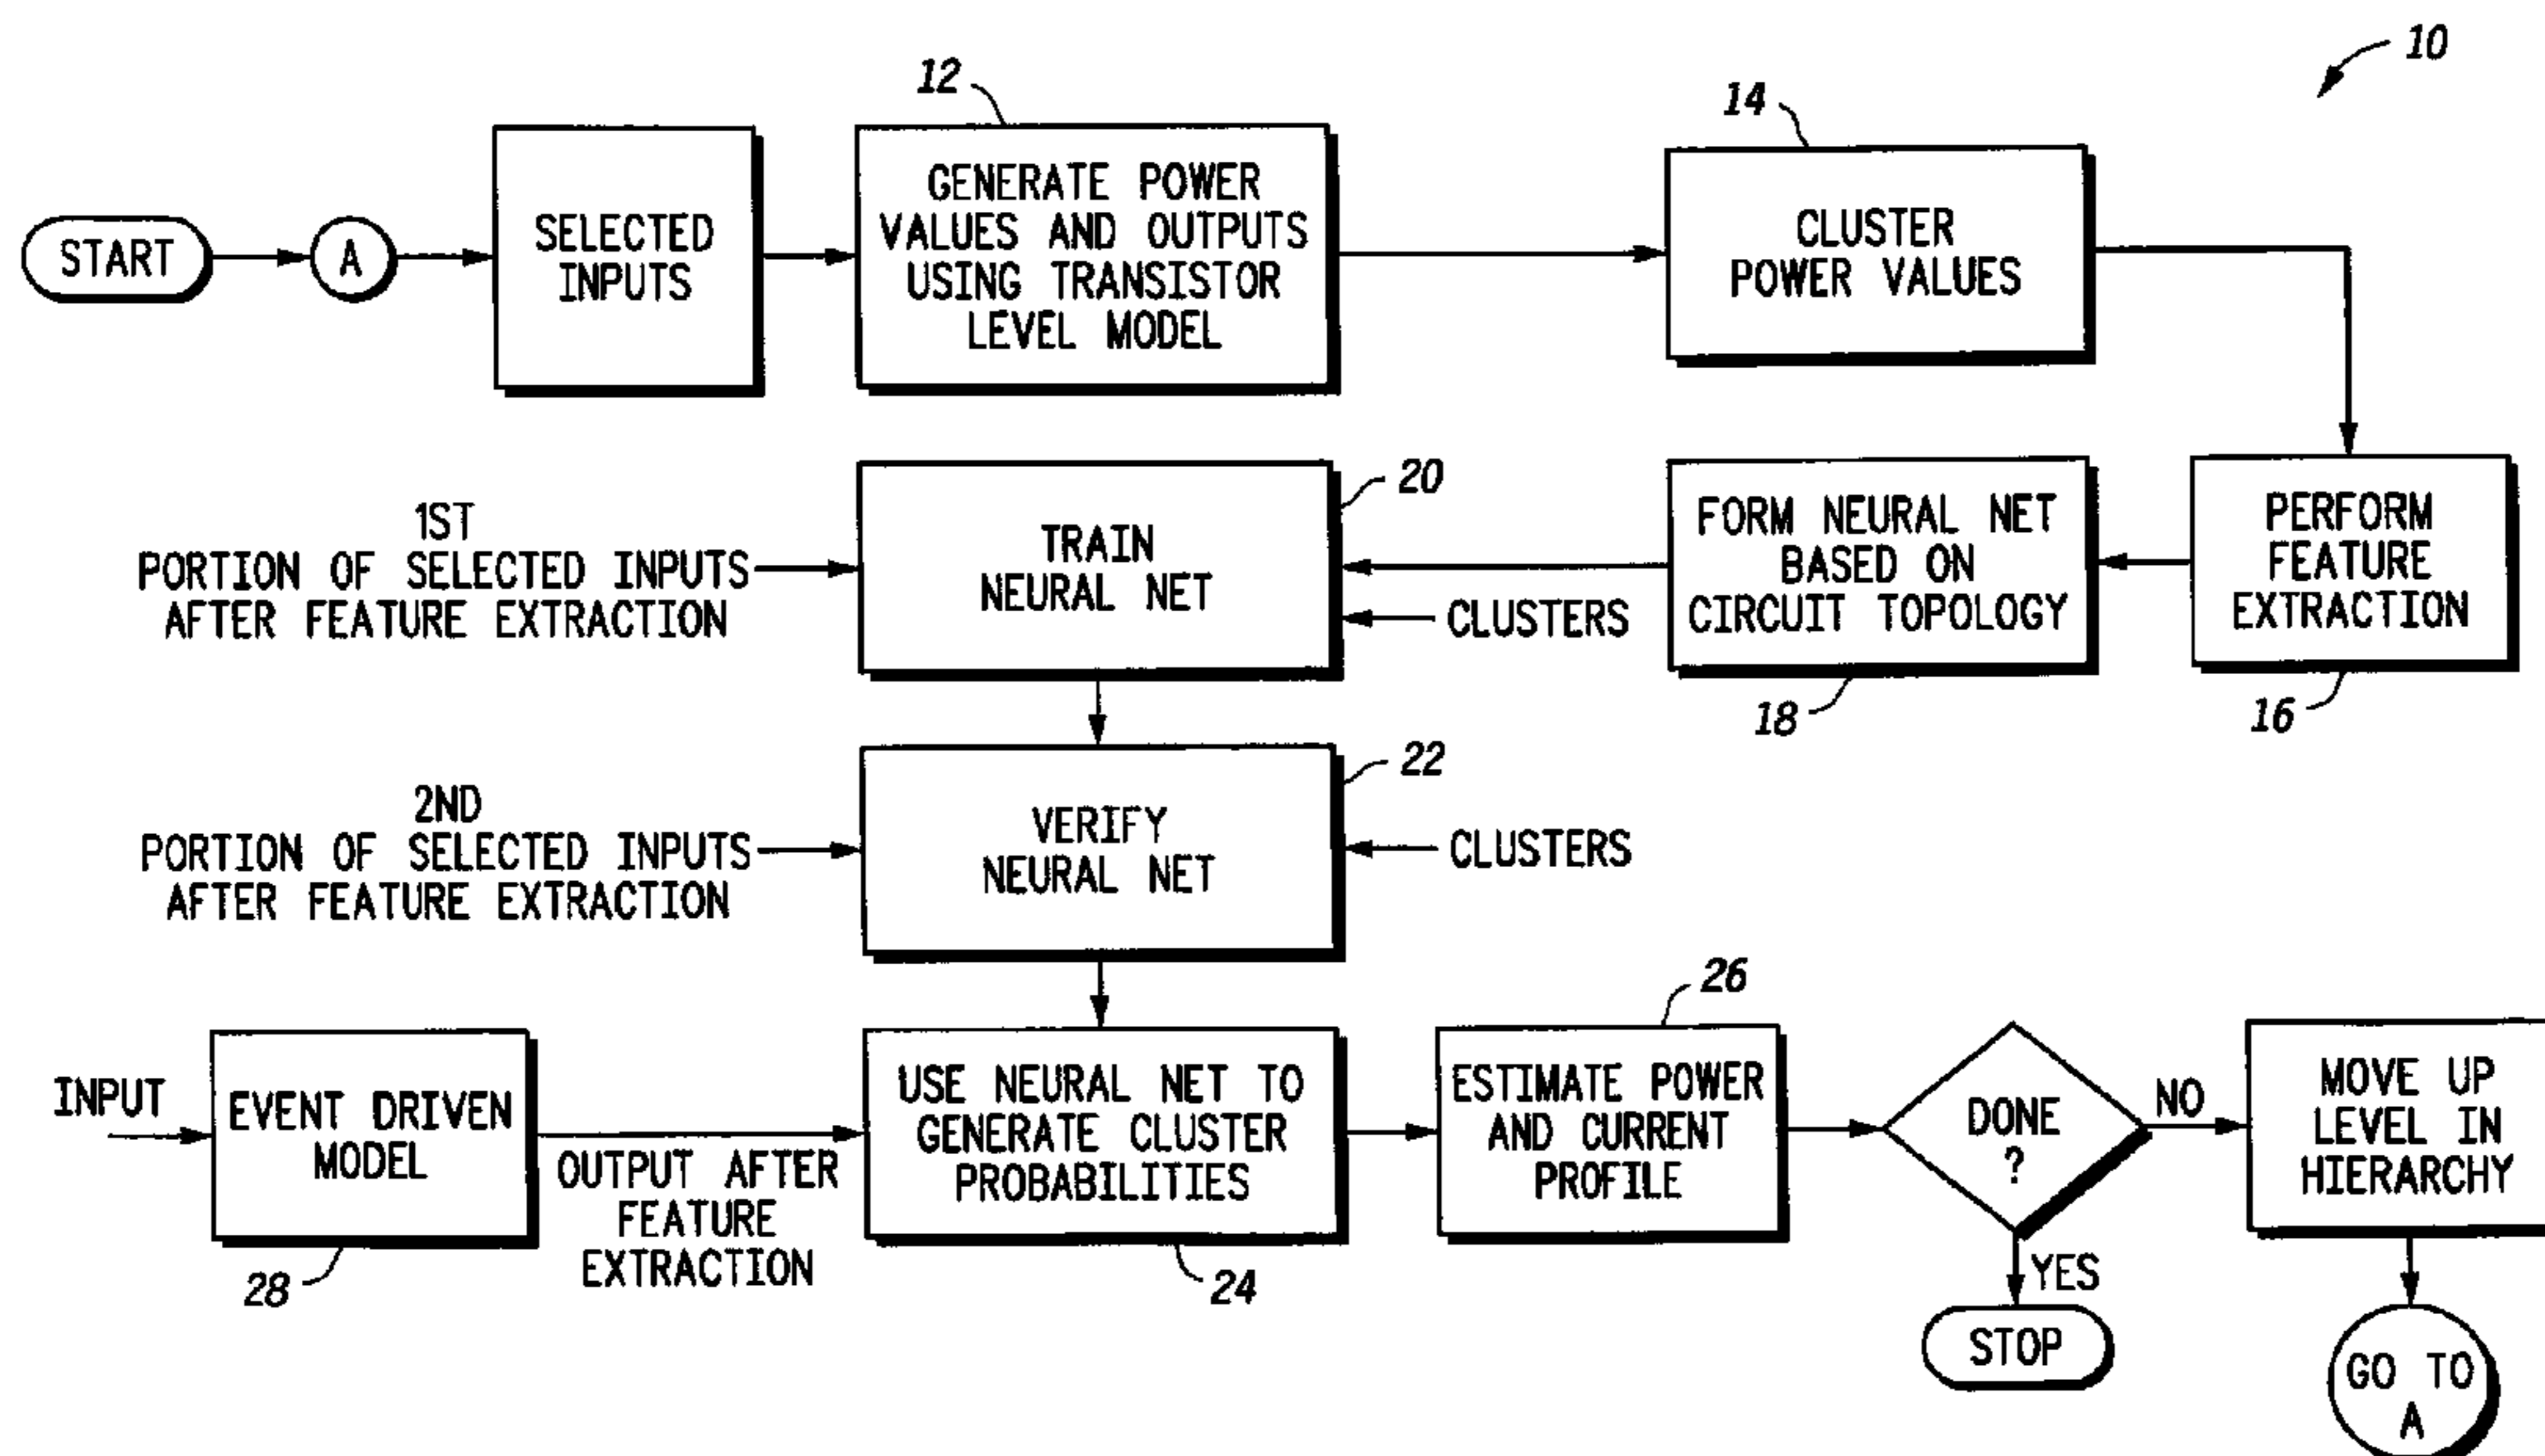 10
12
14
START
A
SELECTED
INPUTS
GENERATE POWER
VALUES AND OUTPUTS
USING TRANSISTOR
LEVEL MODEL
CLUSTER
POWER VALUES
1ST
PORTION OF SELECTED INPUTS
AFTER FEATURE EXTRACTION
20
TRAIN
NEURAL NET
CLUSTERS
FORM NEURAL NET
BASED ON
CIRCUIT TOPOLOGY
18
PERFORM
FEATURE
EXTRACTION
16
2ND
PORTION OF SELECTED INPUTS
AFTER FEATURE EXTRACTION
22
VERIFY
NEURAL NET
CLUSTERS
INPUT
EVENT DRIVEN
MODEL
28
OUTPUT AFTER
FEATURE
EXTRACTION
USE NEURAL NET TO
GENERATE CLUSTER
PROBABILITIES
24
26
ESTIMATE POWER
AND CURRENT
PROFILE
DONE
?
NO
YES
STOP
MOVE UP
LEVEL IN
HIERARCHY
GO TO
A